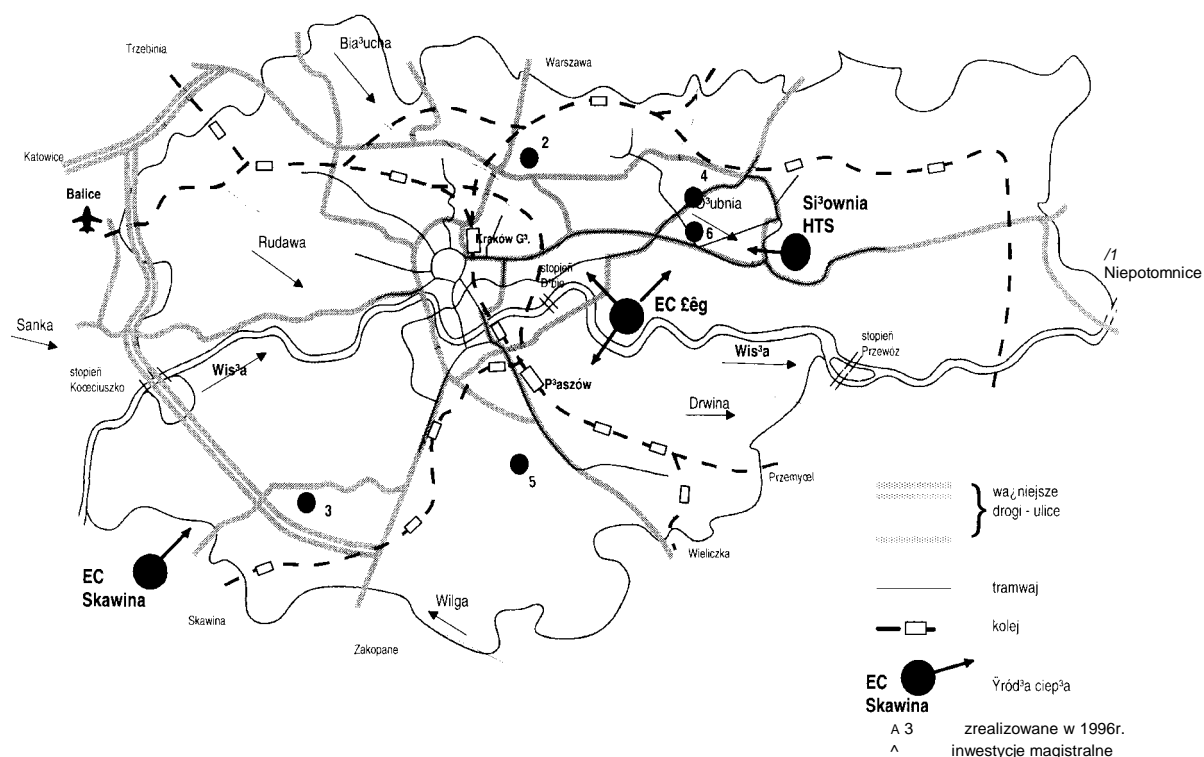 Trzebinia
Bia³ucha
Warszawa
Katowice
Balice
2
4
D³ubnia
6
Si³ownia
HTS
Rudawa
Kraków G³.
stopień
D¹bie
EC £êg
/1
Niepotomnice
Sanka
stopień
Koœciuszko
Wis³a
Wis³a
stopień
Przewóz
P³aszów
Drwina
5
3
Przemyœl
wa¿niejsze
drogi - ulice
EC
Skawina
Wieliczka
Skawina
Wilga
Zakopane
tramwaj
kolej
EC
Skawina
Ÿród³a ciep³a
A 3 zrealizowane w 1996r.
^ inwestycje magistralne